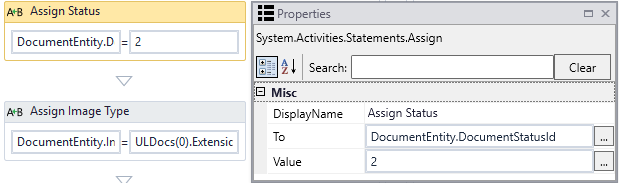 A+B Assign Status
DocumentEntity.D = 2
A+B Assign Image Type
DocumentEntity.In = ULDocs(0).Extensic
Properties
System.Activities.Statements.Assign
A Z Search: Clear
Misc
DisplayName Assign Status
To DocumentEntity.DocumentStatusId ...
Value 2 ...